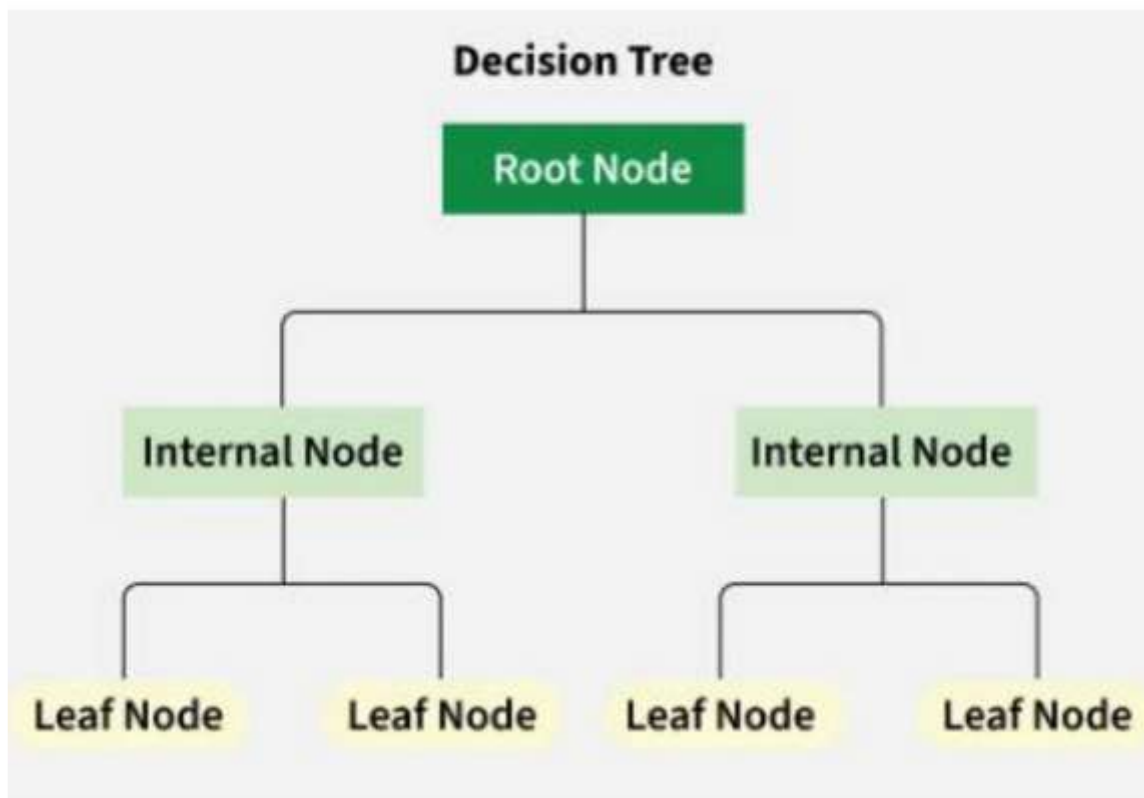 Decision Tree
Root Node
Internal Node Internal Node
Leaf Node Leaf Node Leaf Node Leaf Node